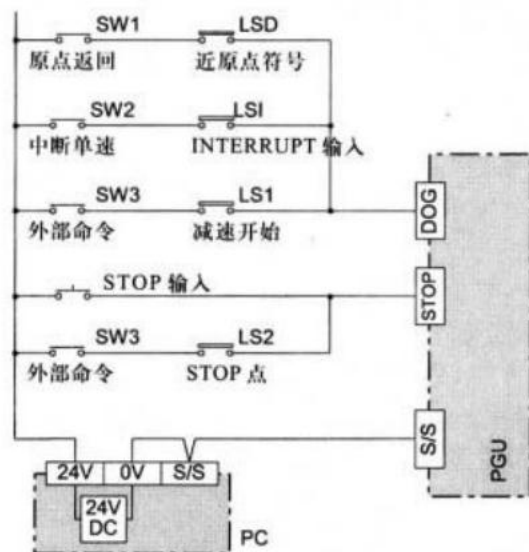 SW1 LSD
原点返回 近原点符号
SW2 LSI
中断单速 INTERRUPT 输入
SW3 LS1
外部命令 减速开始
DOG
STOP 输入
STOP
SW3 LS2
外部命令 STOP 点
S/S
PGU
24V 0V S/S
24V
DC
PC